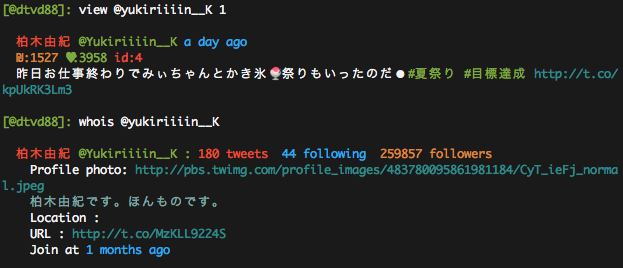 [@dtvd88]: view @yukiriiiin__K 1
柏木由紀 @Yukiriiiin__K a day ago
:1527 ♥:3958 id:4
昨日お仕事終わりでみぃちゃんとかき氷🍧祭りもいったのだ☻#夏祭り #目標達成 http://t.co/
kpUkRK3Lm3
[@dtvd88]: whois @yukiriiiin__K
柏木由紀 @Yukiriiiin__K : 180 tweets 44 following 259857 followers
Profile photo: http://pbs.twimg.com/profile_images/483780095861981184/CyT_ieFj_norma
l.jpeg
柏木由紀です。ほんものです。
Location :
URL : http://t.co/MzKLL9224S
Join at 1 months ago